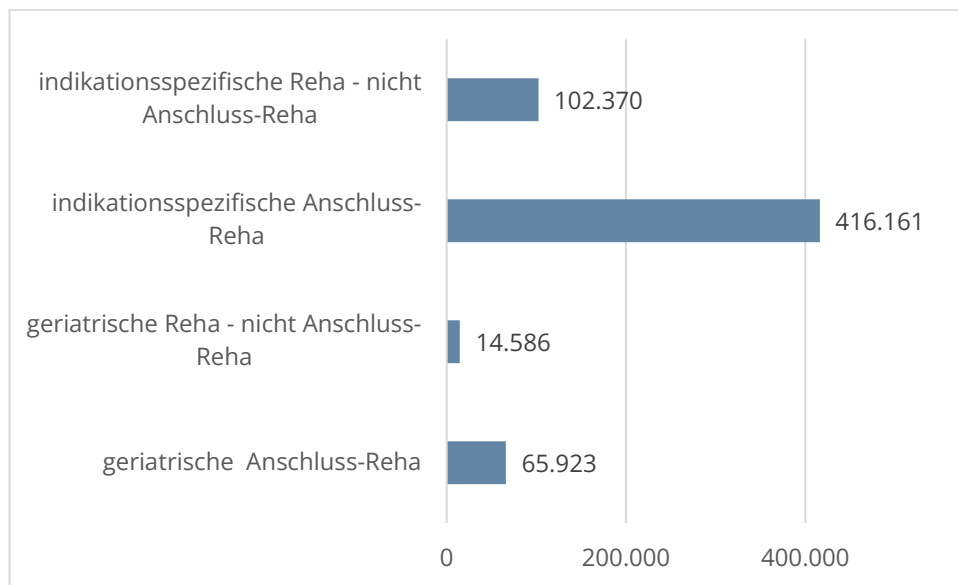 indikationsspezifische Reha - nicht
Anschluss-Reha
102.370
indikationsspezifische Anschluss-
Reha
416.161
geriatrische Reha - nicht Anschluss-
Reha
14.586
geriatrische  Anschluss-Reha
65.923
0
200.000
400.000